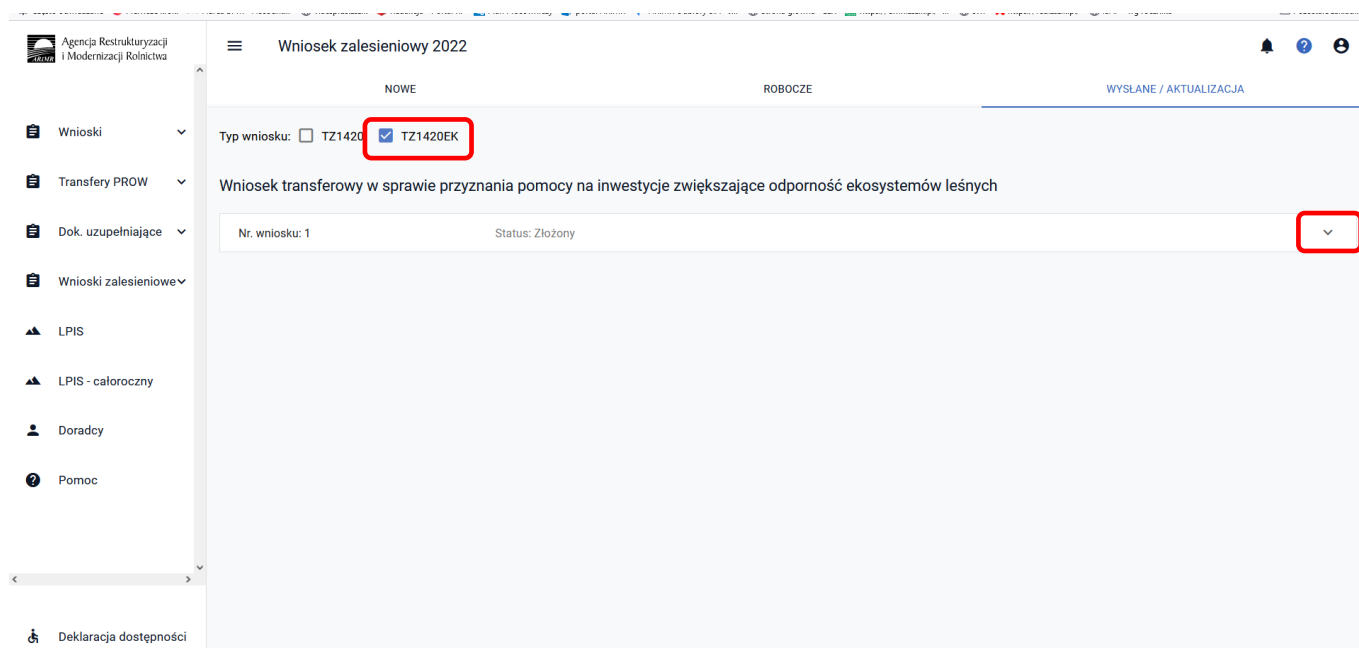 Agencja Restrukturyzacji
i Modernizacji Rolnictwa
ARiMR
Wniosek zalesieniowy 2022
NOWE
ROBOCZE
WYSŁANE / AKTUALIZACJA
Wnioski
Transfery PROW
Dok. uzupełniające
Wnioski zalesieniowe
LPIS
LPIS - całoroczny
Doradcy
Pomoc
Deklaracja dostępności
Typ wniosku: TZ1420 TZ1420EK
Wniosek transferowy w sprawie przyznania pomocy na inwestycje zwiększające odporność ekosystemów leśnych
Nr. wniosku: 1 Status: Złożony